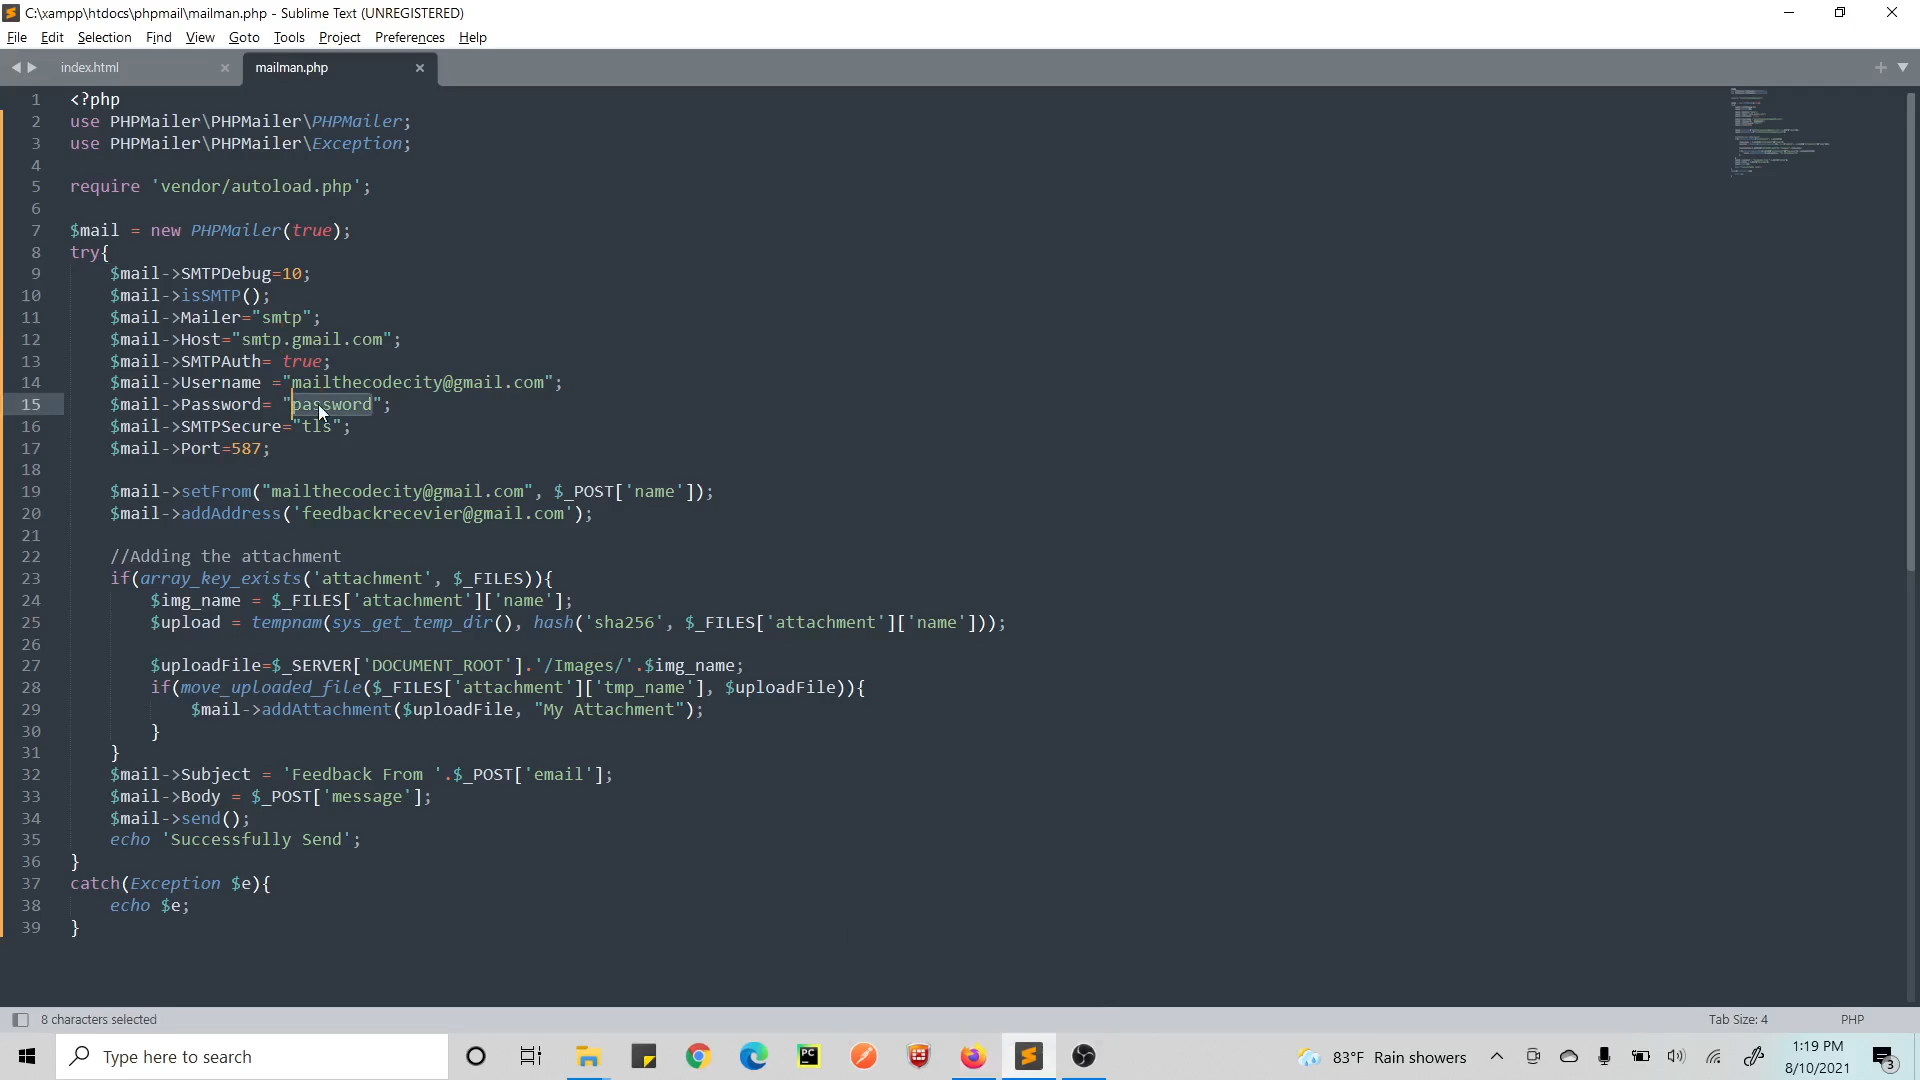 C:\xampp\htdocs\phpmail\mailman.php - Sublime Text (UNREGISTERED)
File Edit Selection Find View Goto Tools Project Preferences Help
index.html mailman.php
1 <?php
2 use PHPMailer\PHPMailer\PHPMailer;
3 use PHPMailer\PHPMailer\Exception;
4
5 require 'vendor/autoload.php';
6
7 $mail = new PHPMailer(true);
8 try{
9 $mail->SMTPDebug=10;
10 $mail->isSMTP();
11 $mail->Mailer="smtp";
12 $mail->Host="smtp.gmail.com";
13 $mail->SMTPAuth= true;
14 $mail->Username ="mailthecodecity@gmail.com";
15 $mail->Password= "password";
16 $mail->SMTPSecure="tls";
17 $mail->Port=587;
18
19 $mail->setFrom("mailthecodecity@gmail.com", $_POST['name']);
20 $mail->addAddress('feedbackrecevier@gmail.com');
21
22 //Adding the attachment
23 if(array_key_exists('attachment', $_FILES)){
24 $img_name = $_FILES['attachment']['name'];
25 $upload = tempnam(sys_get_temp_dir(), hash('sha256', $_FILES['attachment']['name']));
26
27 $uploadFile=$_SERVER['DOCUMENT_ROOT'].'/Images/'.$img_name;
28 if(move_uploaded_file($_FILES['attachment']['tmp_name'], $uploadFile)){
29 $mail->addAttachment($uploadFile, "My Attachment");
30 }
31 }
32 $mail->Subject = 'Feedback From '.$_POST['email'];
33 $mail->Body = $_POST['message'];
34 $mail->send();
35 echo 'Successfully Send';
36 }
37 catch(Exception $e){
38 echo $e;
39 }
8 characters selected Tab Size: 4 PHP
Type here to search PC 83°F Rain showers 1:19 PM
8/10/2021 3